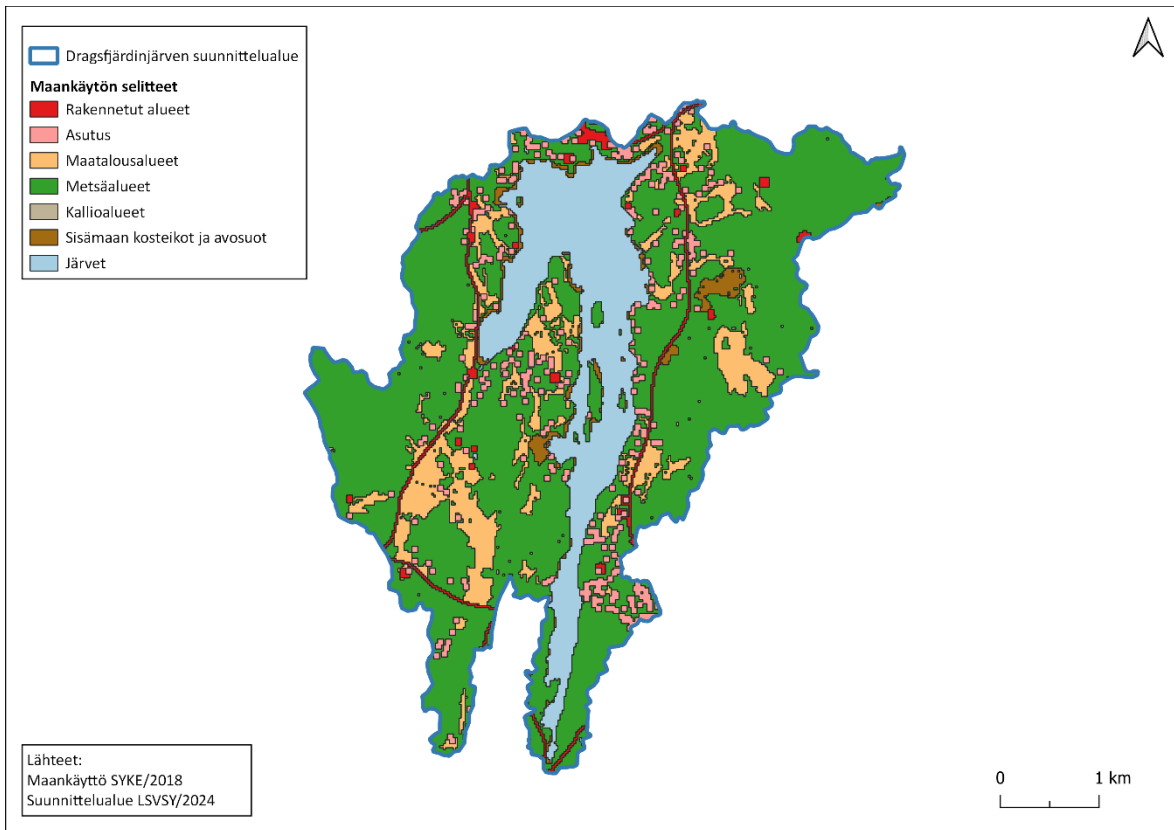 Dragsfjärdinjärven suunnittelualue
Maankäytön selitteet
Rakennetut alueet
Asutus
Maatalousalueet
Metsäalueet
Kallioalueet
Sisämaan kosteikot ja avosuot
Järvet
Lähteet:
Maankäyttö SYKE/2018
Suunnittelualue LSVSY/2024
0 1 km